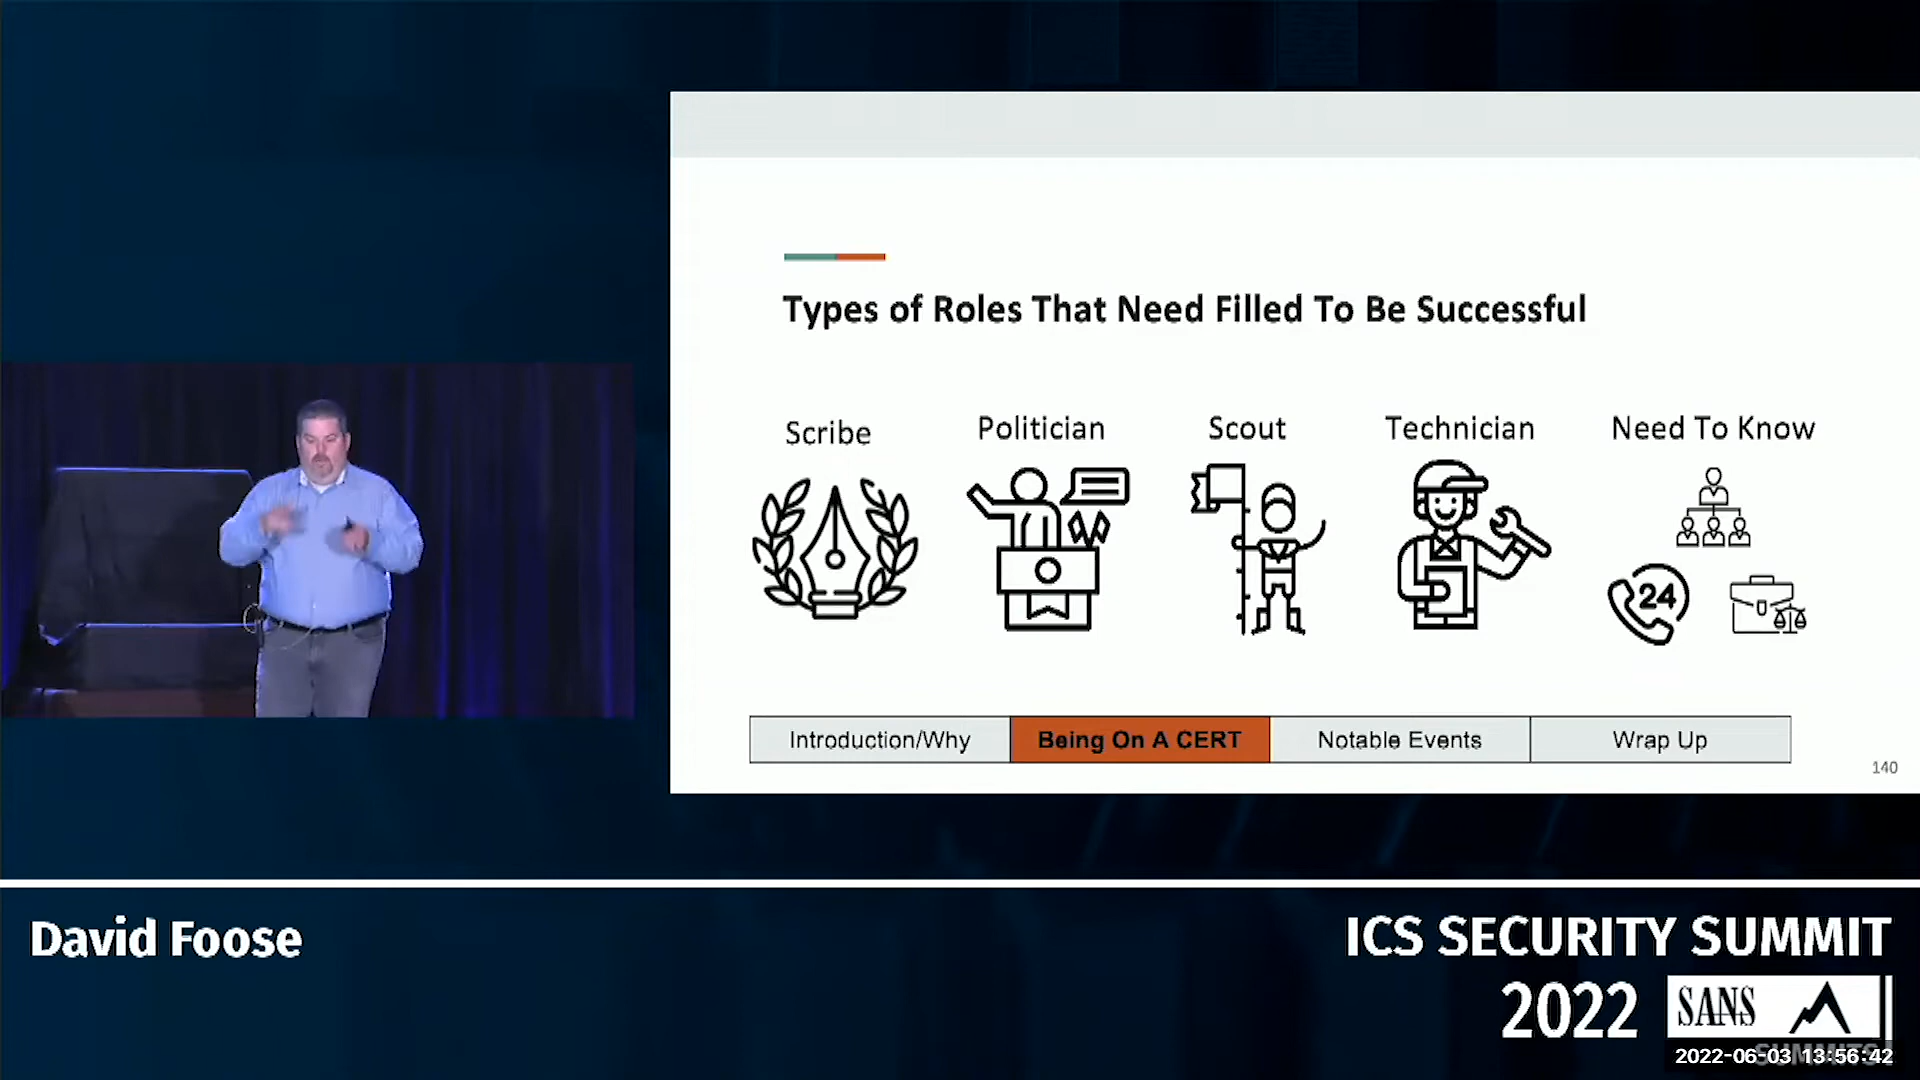 Types of Roles That Need Filled To Be Successful
Scribe
Politician
Scout
Technician
Need To Know
24
Introduction/Why
Being On A CERT
Notable Events
Wrap Up
140
David Foose
ICS SECURITY SUMMIT
2022
SANS
SUMMITS
2022-06-03 13:56:42